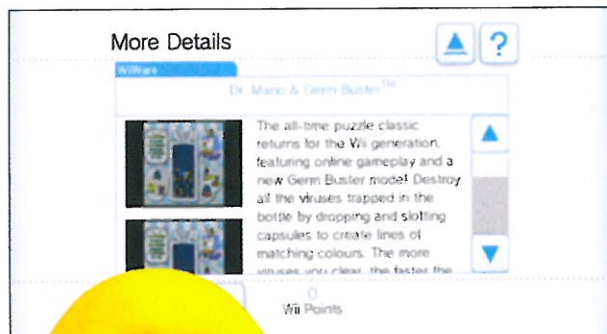 More Details
?
WiiWare
Dr. Mario & Germ Buster™
The all-time puzzle classic
returns for the Wii generation,
featuring online gameplay and a
new Germ Buster mode! Destroy
all the viruses trapped in the
bottle by dropping and slotting
capsules to create lines of
matching colours. The more
viruses you clear, the faster the
0
Wii Points